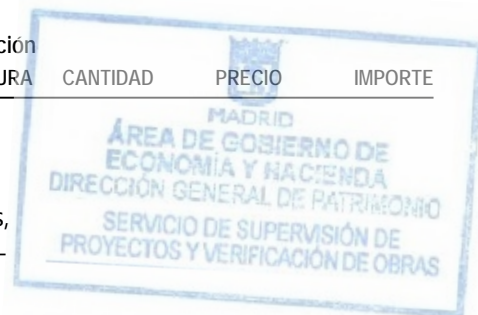 ción
URA CANTIDAD PRECIO IMPORTE
MADRID
ÁREA DE GOBIERNO DE
ECONOMÍA Y HACIENDA
DIRECCIÓN GENERAL DE PATRIMONIO
s,
SERVICIO DE SUPERVISIÓN DE
PROYECTOS Y VERIFICACIÓN DE OBRAS